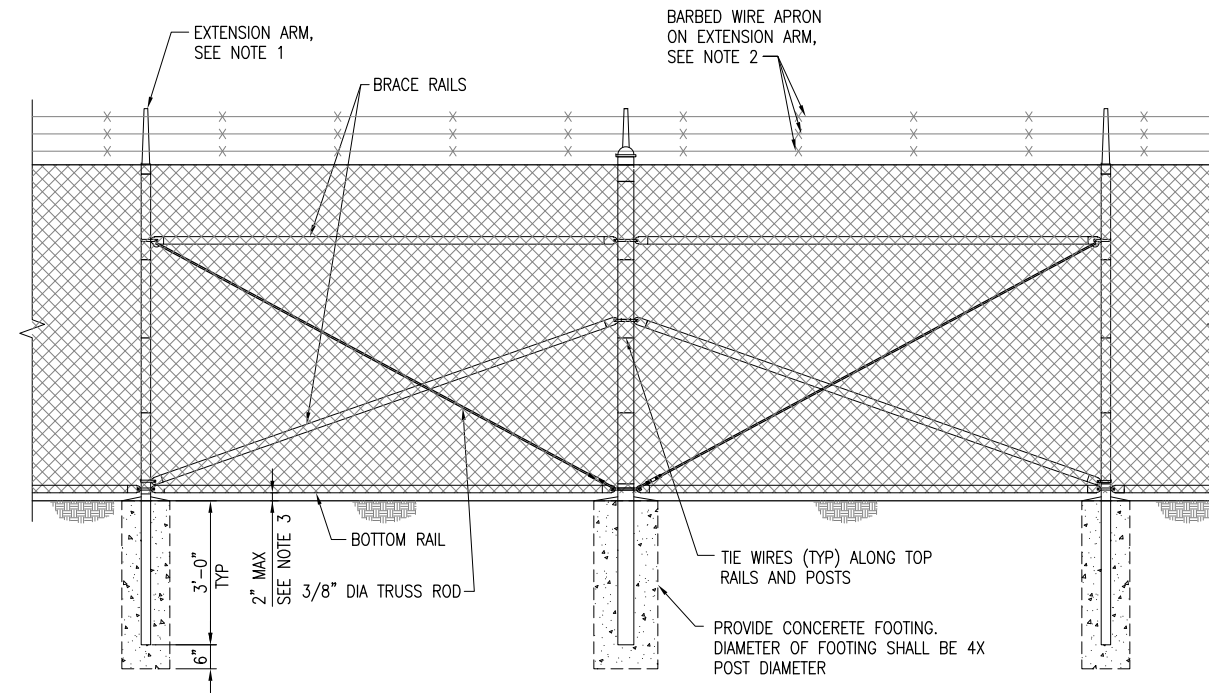 EXTENSION ARM,
SEE NOTE 1
BRACE RAILS
BARBED WIRE APRON
ON EXTENSION ARM,
SEE NOTE 2
3'-0"
TYP
6"
2" MAX
SEE NOTE 3
BOTTOM RAIL
3/8" DIA TRUSS ROD
TIE WIRES (TYP) ALONG TOP
RAILS AND POSTS
PROVIDE CONCERETE FOOTING.
DIAMETER OF FOOTING SHALL BE 4X
POST DIAMETER